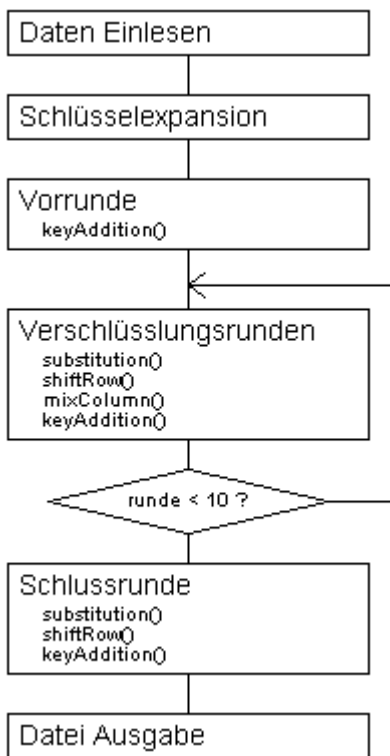 Daten Einlesen
Schlüsselexpansion
Vorrunde
keyAddition()
Verschlüsslungsrunden
substitution()
shiftRow()
mixColumn()
keyAddition()
runde < 10 ?
Schlussrunde
substitution()
shiftRow()
keyAddition()
Datei Ausgabe